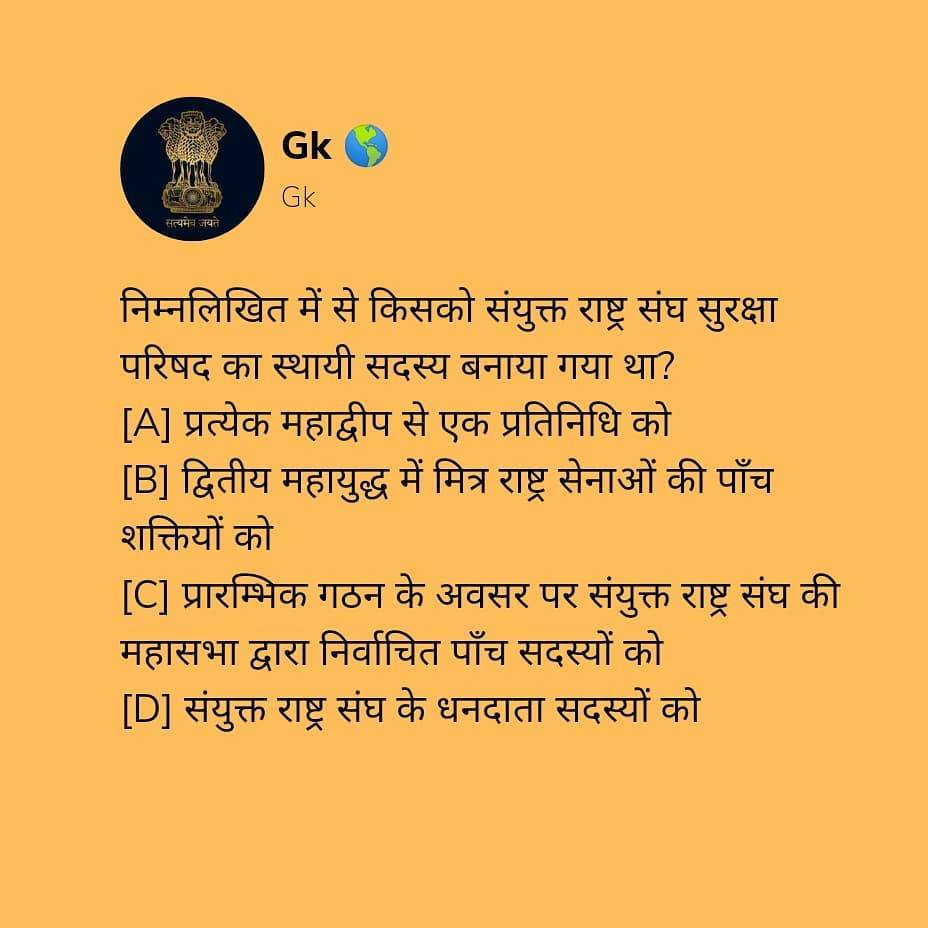 Gk 🌎
Gk
सत्यमेव जयते
निम्नलिखित में से किसको संयुक्त राष्ट्र संघ सुरक्षा
परिषद का स्थायी सदस्य बनाया गया था?
[A] प्रत्येक महाद्वीप से एक प्रतिनिधि को
[B] द्वितीय महायुद्ध में मित्र राष्ट्र सेनाओं की पाँच
शक्तियों को
[C] प्रारम्भिक गठन के अवसर पर संयुक्त राष्ट्र संघ की
महासभा द्वारा निर्वाचित पाँच सदस्यों को
[D] संयुक्त राष्ट्र संघ के धनदाता सदस्यों को